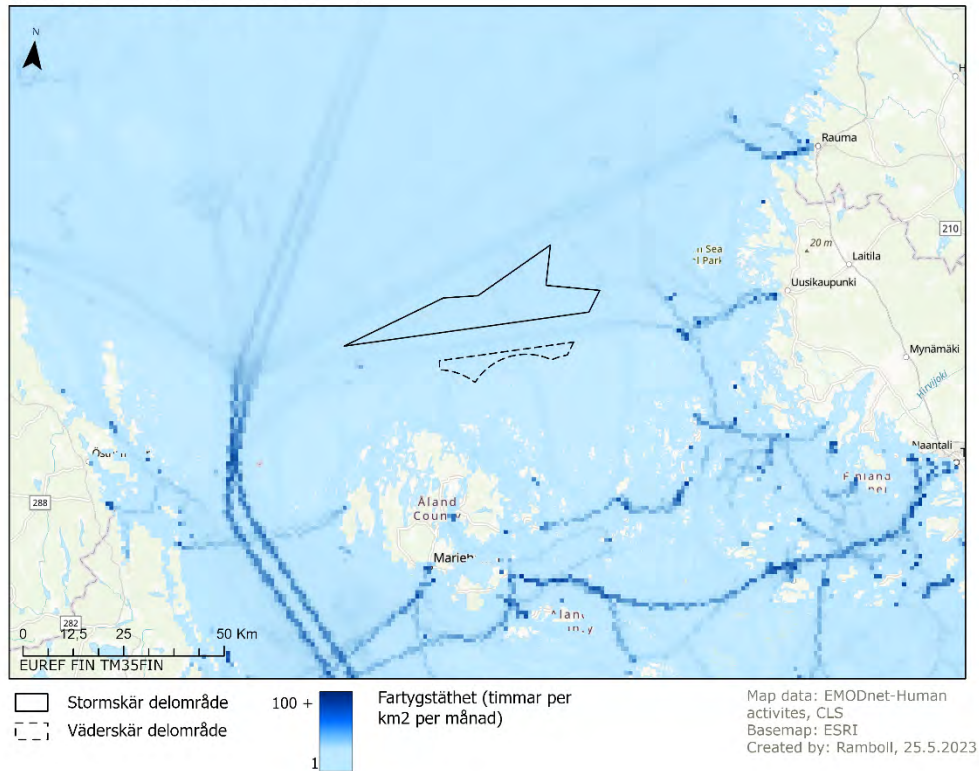 N
Rauma
210
20 m
Laitila
Uusikaupunki
Mynämäki
Hirvijoki
Naantali
288
Åland
County
Marieh
282
0 12,5 25 50 Km
EUREF FIN TM35FIN
Stormskär delområde
Väderskär delområde
100 +
1
Fartygstäthet (timmar per
km2 per månad)
Map data: EMODnet-Human
activites, CLS
Basemap: ESRI
Created by: Ramboll, 25.5.2023